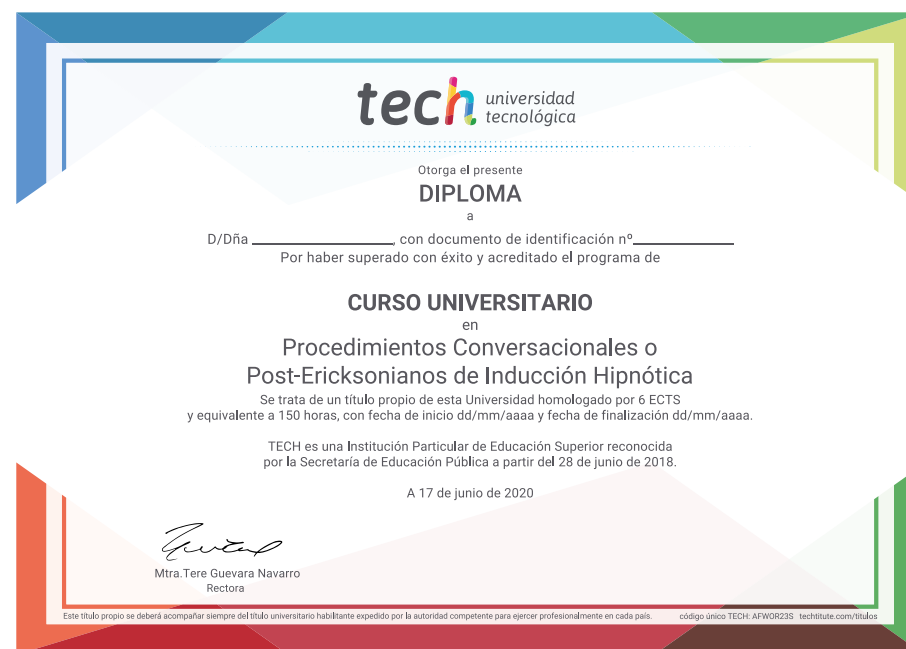 tech universidad
tecnológica
Otorga el presente
DIPLOMA
a
D/Dña ____________________, con documento de identificación nº______________
Por haber superado con éxito y acreditado el programa de
CURSO UNIVERSITARIO
en
Procedimientos Conversacionales o
Post-Ericksonianos de Inducción Hipnótica
Se trata de un título propio de esta Universidad homologado por 6 ECTS
y equivalente a 150 horas, con fecha de inicio dd/mm/aaaa y fecha de finalización dd/mm/aaaa.
TECH es una Institución Particular de Educación Superior reconocida
por la Secretaría de Educación Pública a partir del 28 de junio de 2018.
A 17 de junio de 2020
Mtra.Tere Guevara Navarro
Rectora
Este título propio se deberá acompañar siempre del título universitario habilitante expedido por la autoridad competente para ejercer profesionalmente en cada país. código único TECH: AFWOR23S techtitute.com/titulos